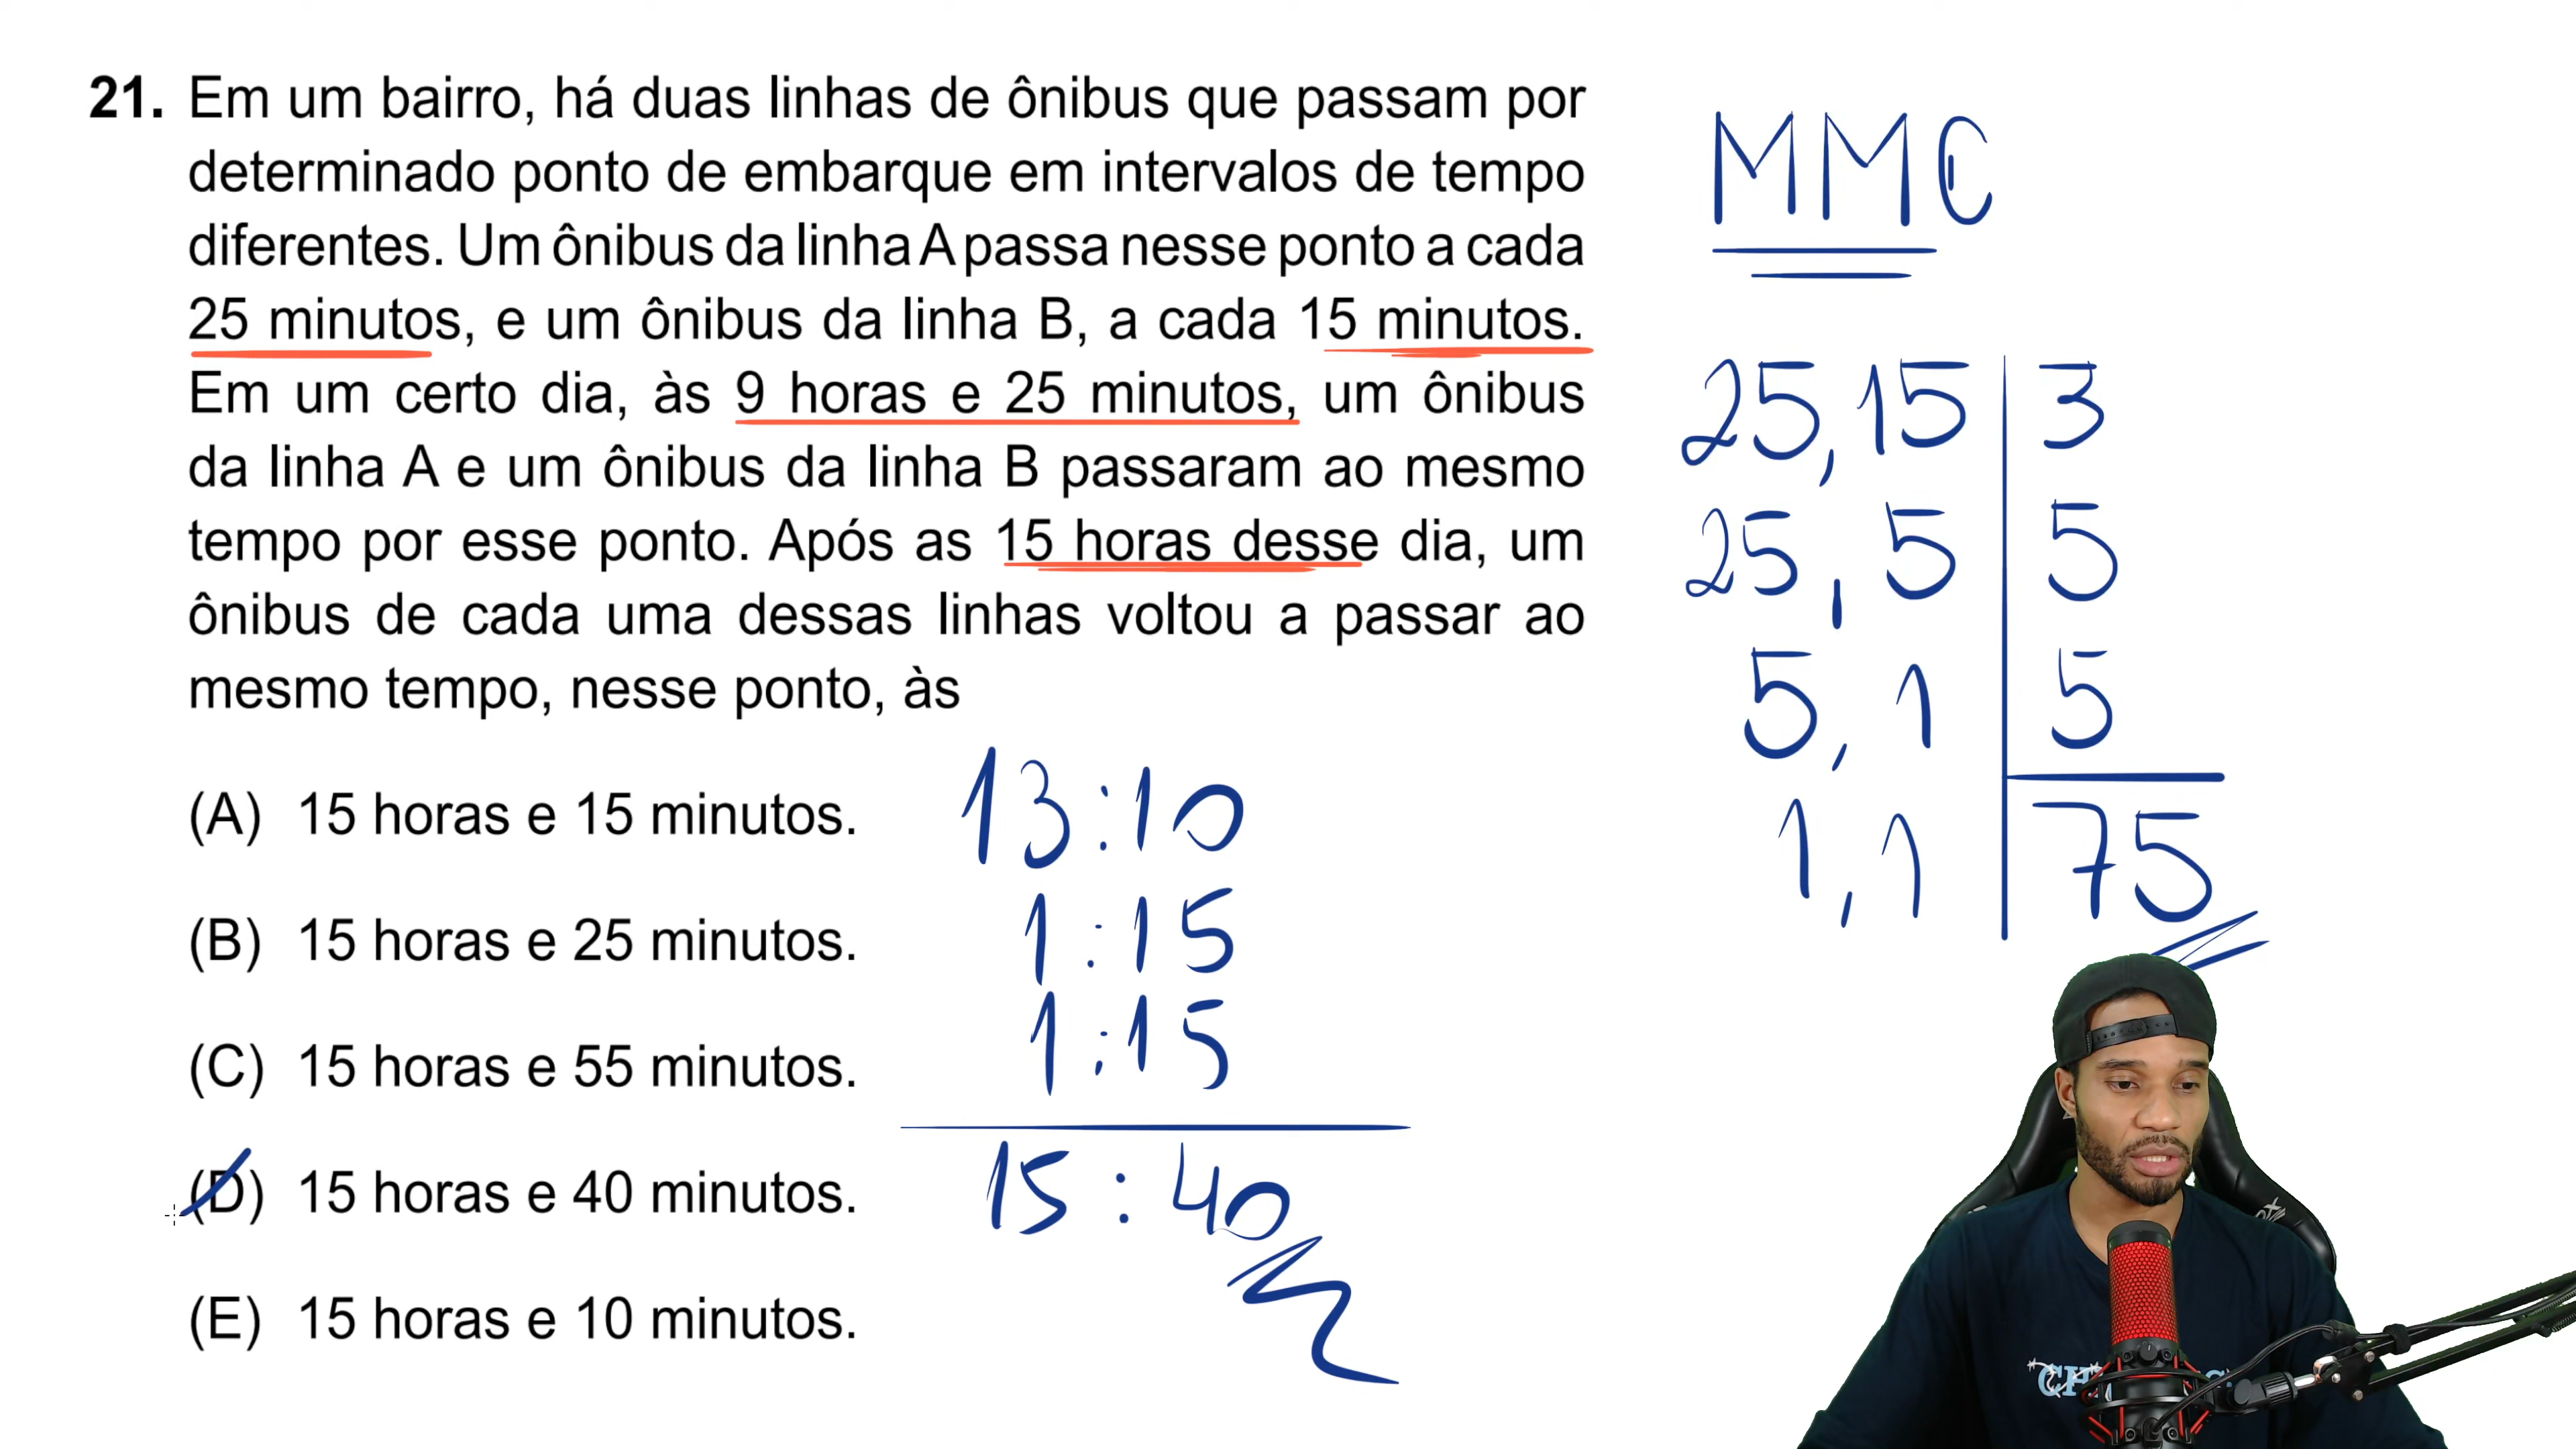 21. Em um bairro, há duas linhas de ônibus que passam por
determinado ponto de embarque em intervalos de tempo
diferentes. Um ônibus da linha A passa nesse ponto a cada
25 minutos, e um ônibus da linha B, a cada 15 minutos.
Em um certo dia, às 9 horas e 25 minutos, um ônibus
da linha A e um ônibus da linha B passaram ao mesmo
tempo por esse ponto. Após as 15 horas desse dia, um
ônibus de cada uma dessas linhas voltou a passar ao
mesmo tempo, nesse ponto, às
(A) 15 horas e 15 minutos.
(B) 15 horas e 25 minutos.
(C) 15 horas e 55 minutos.
(D) 15 horas e 40 minutos.
(E) 15 horas e 10 minutos.
13:10
1:15
1:15
15:40
MMC
25,15 3
25,5 5
5,1 5
1,1 75